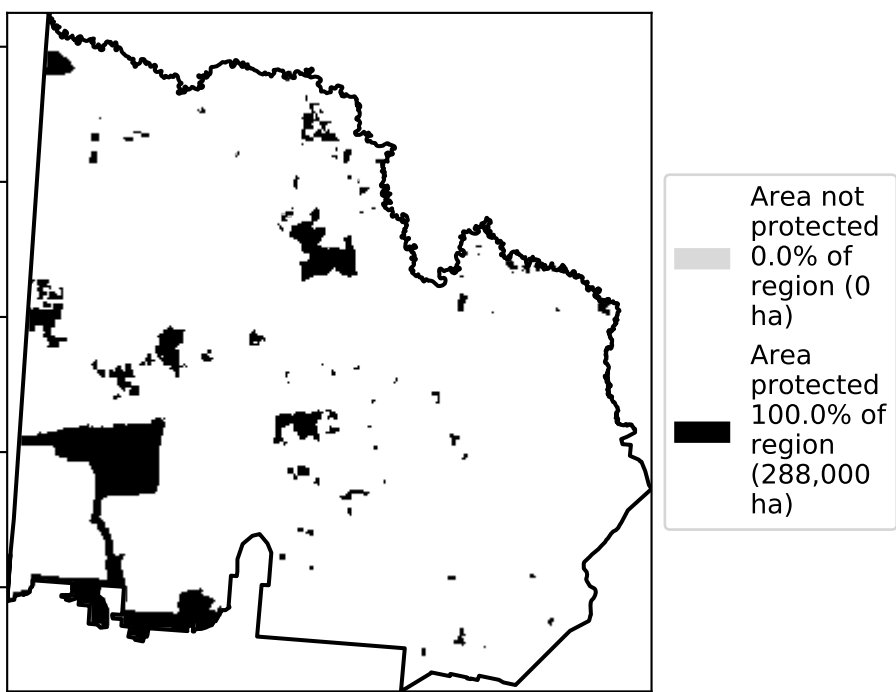 Area not
protected
0.0% of
region (0
ha)
Area
protected
100.0% of
region
(288,000
ha)